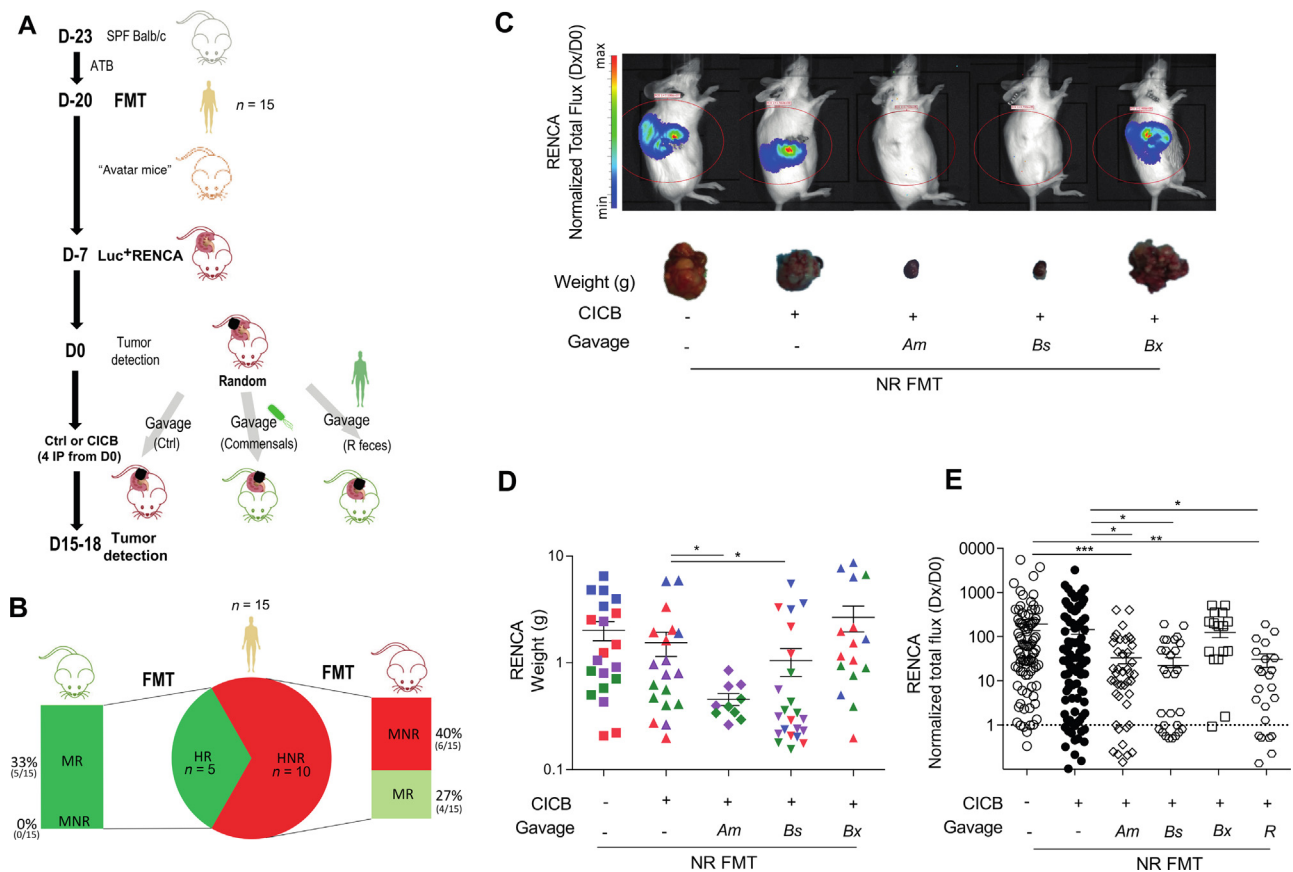 A
D-23
SPF Balb/c
ATB
D-20
FMT
n = 15
“Avatar mice”
D-7
Luc+RENCA
D0
Tumor
detection
Random
Gavage
(Ctrl)
Gavage
(Commensals)
Gavage
(R feces)
Ctrl or CICB
(4 IP from D0)
D15-18
Tumor
detection
B
n = 15
FMT
FMT
33%
(5/15)
MR
0%
(0/15)
MNR
HR
n = 5
HNR
n = 10
MNR
40%
(6/15)
MR
27%
(4/15)
C
RENCA
Normalized Total Flux (Dx/D0)
max
min
Weight (g)
CICB
- + + + +
Gavage
- - Am Bs Bx
NR FMT
D
RENCA
Weight (g)
10
1
0.1
* *
CICB
- + + + +
Gavage
- - Am Bs Bx
NR FMT
E
RENCA
Normalized total flux (Dx/D0)
0000
1000
100
10
1
*
*
*
**
***
CICB
- + + + + +
Gavage
- - Am Bs Bx R
NR FMT